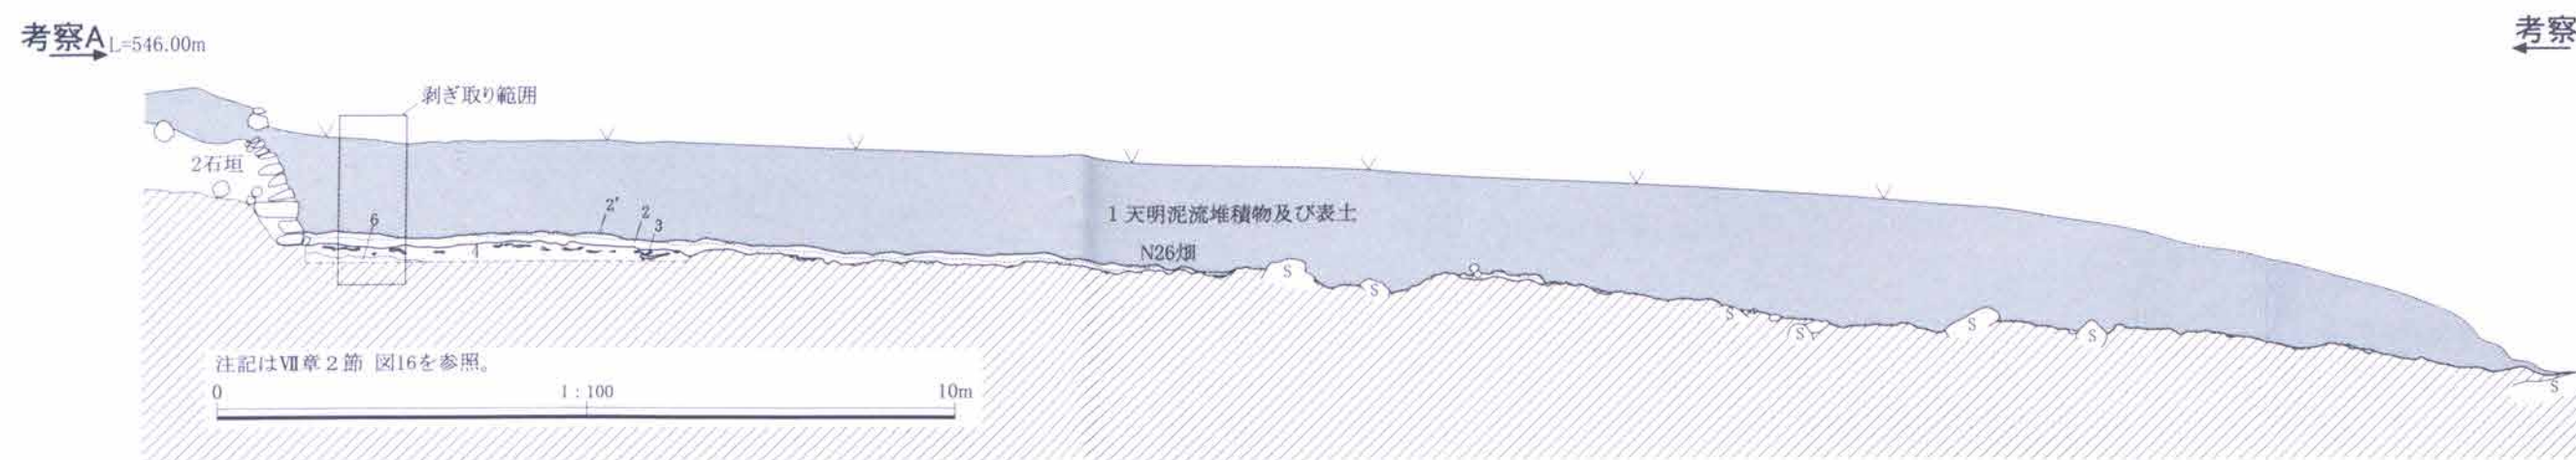 考察A L=546.00m
考察
剥ぎ取り範囲
2石垣
6
2'
2
3
1 天明泥流堆積物及び表土
N26畑
S
S
S
S
S
S
S
注記はⅦ章2節 図16を参照。
0 1：100 10m